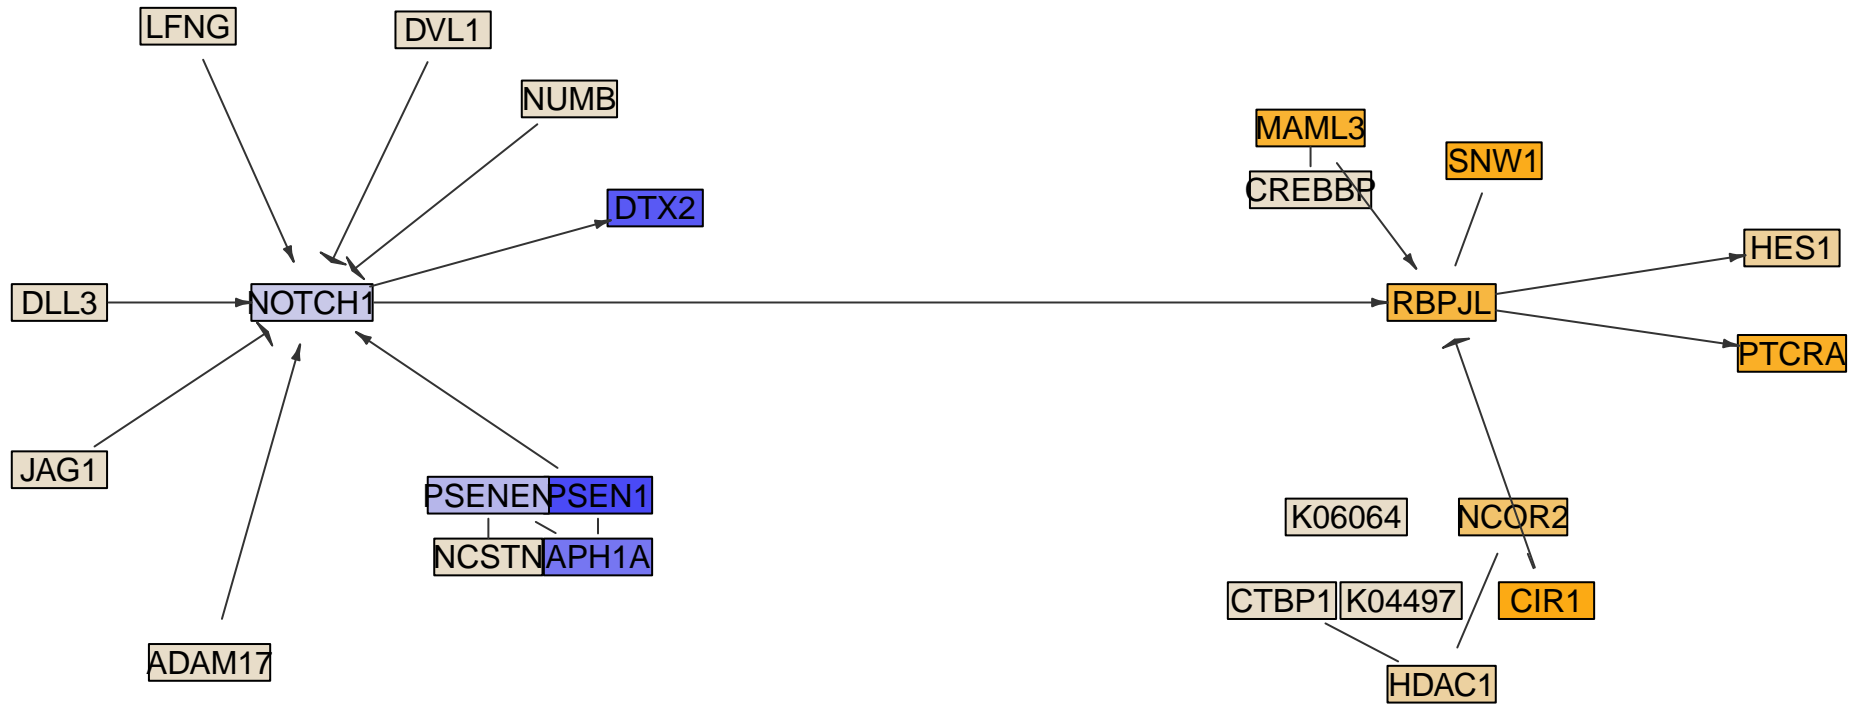 LFNG
DVL1
NUMB
MAML3
SNW1
CREBBP
DTX2
HES1
DLL3
NOTCH1
RBPJL
PTCRA
JAG1
PSENEN
PSEN1
K06064
NCOR2
NCSTN
APH1A
CTBP1
K04497
CIR1
ADAM17
HDAC1